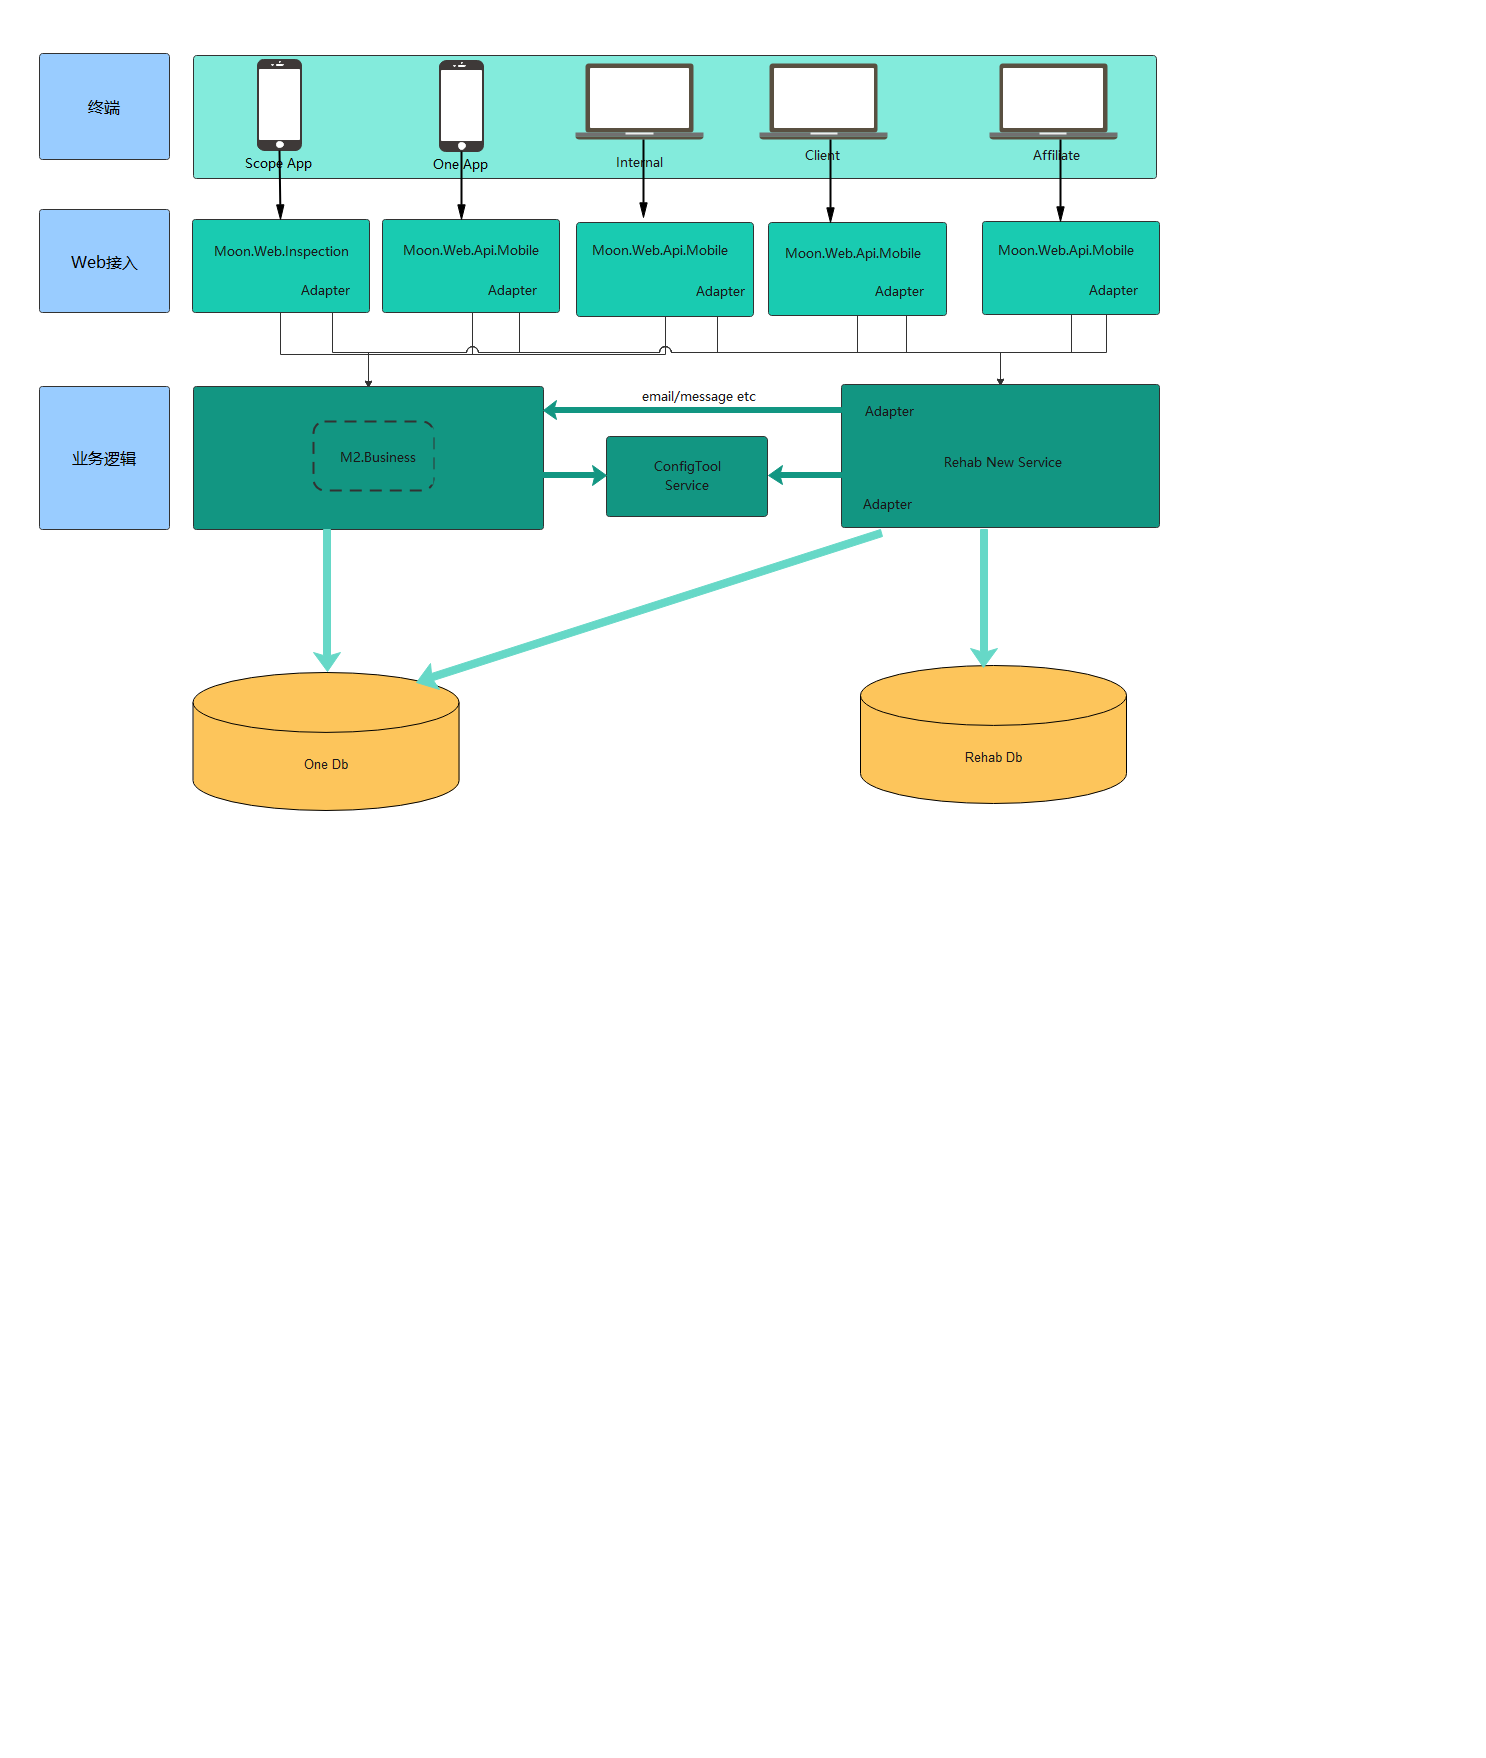 终端
Scope App
One App
Internal
Client
Affiliate
Web接入
Moon.Web.Inspection
Adapter
Moon.Web.Api.Mobile
Adapter
Moon.Web.Api.Mobile
Adapter
Moon.Web.Api.Mobile
Adapter
Moon.Web.Api.Mobile
Adapter
业务逻辑
M2.Business
email/message etc
ConfigTool
Service
Adapter
Rehab New Service
Adapter
One Db
Rehab Db